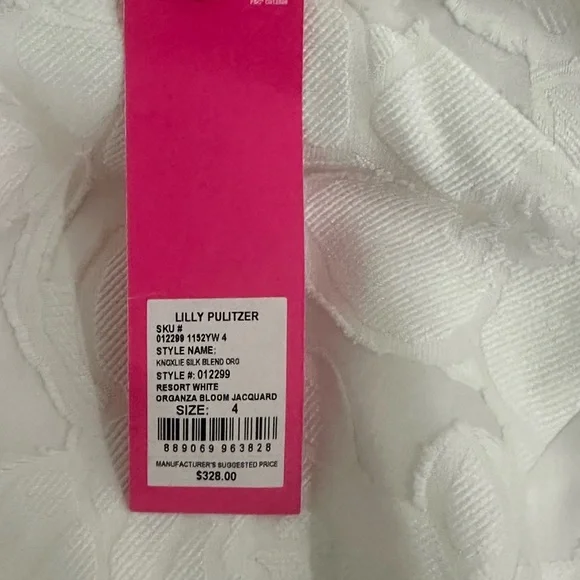 LILLY PULITZER
SKU #
012299 1152YW 4
STYLE NAME:
KNOXLIE SILK BLEND ORG
STYLE #: 012299
RESORT WHITE
ORGANZA BLOOM JACQUARD
SIZE: 4
889069 963828
MANUFACTURER'S SUGGESTED PRICE
$328.00